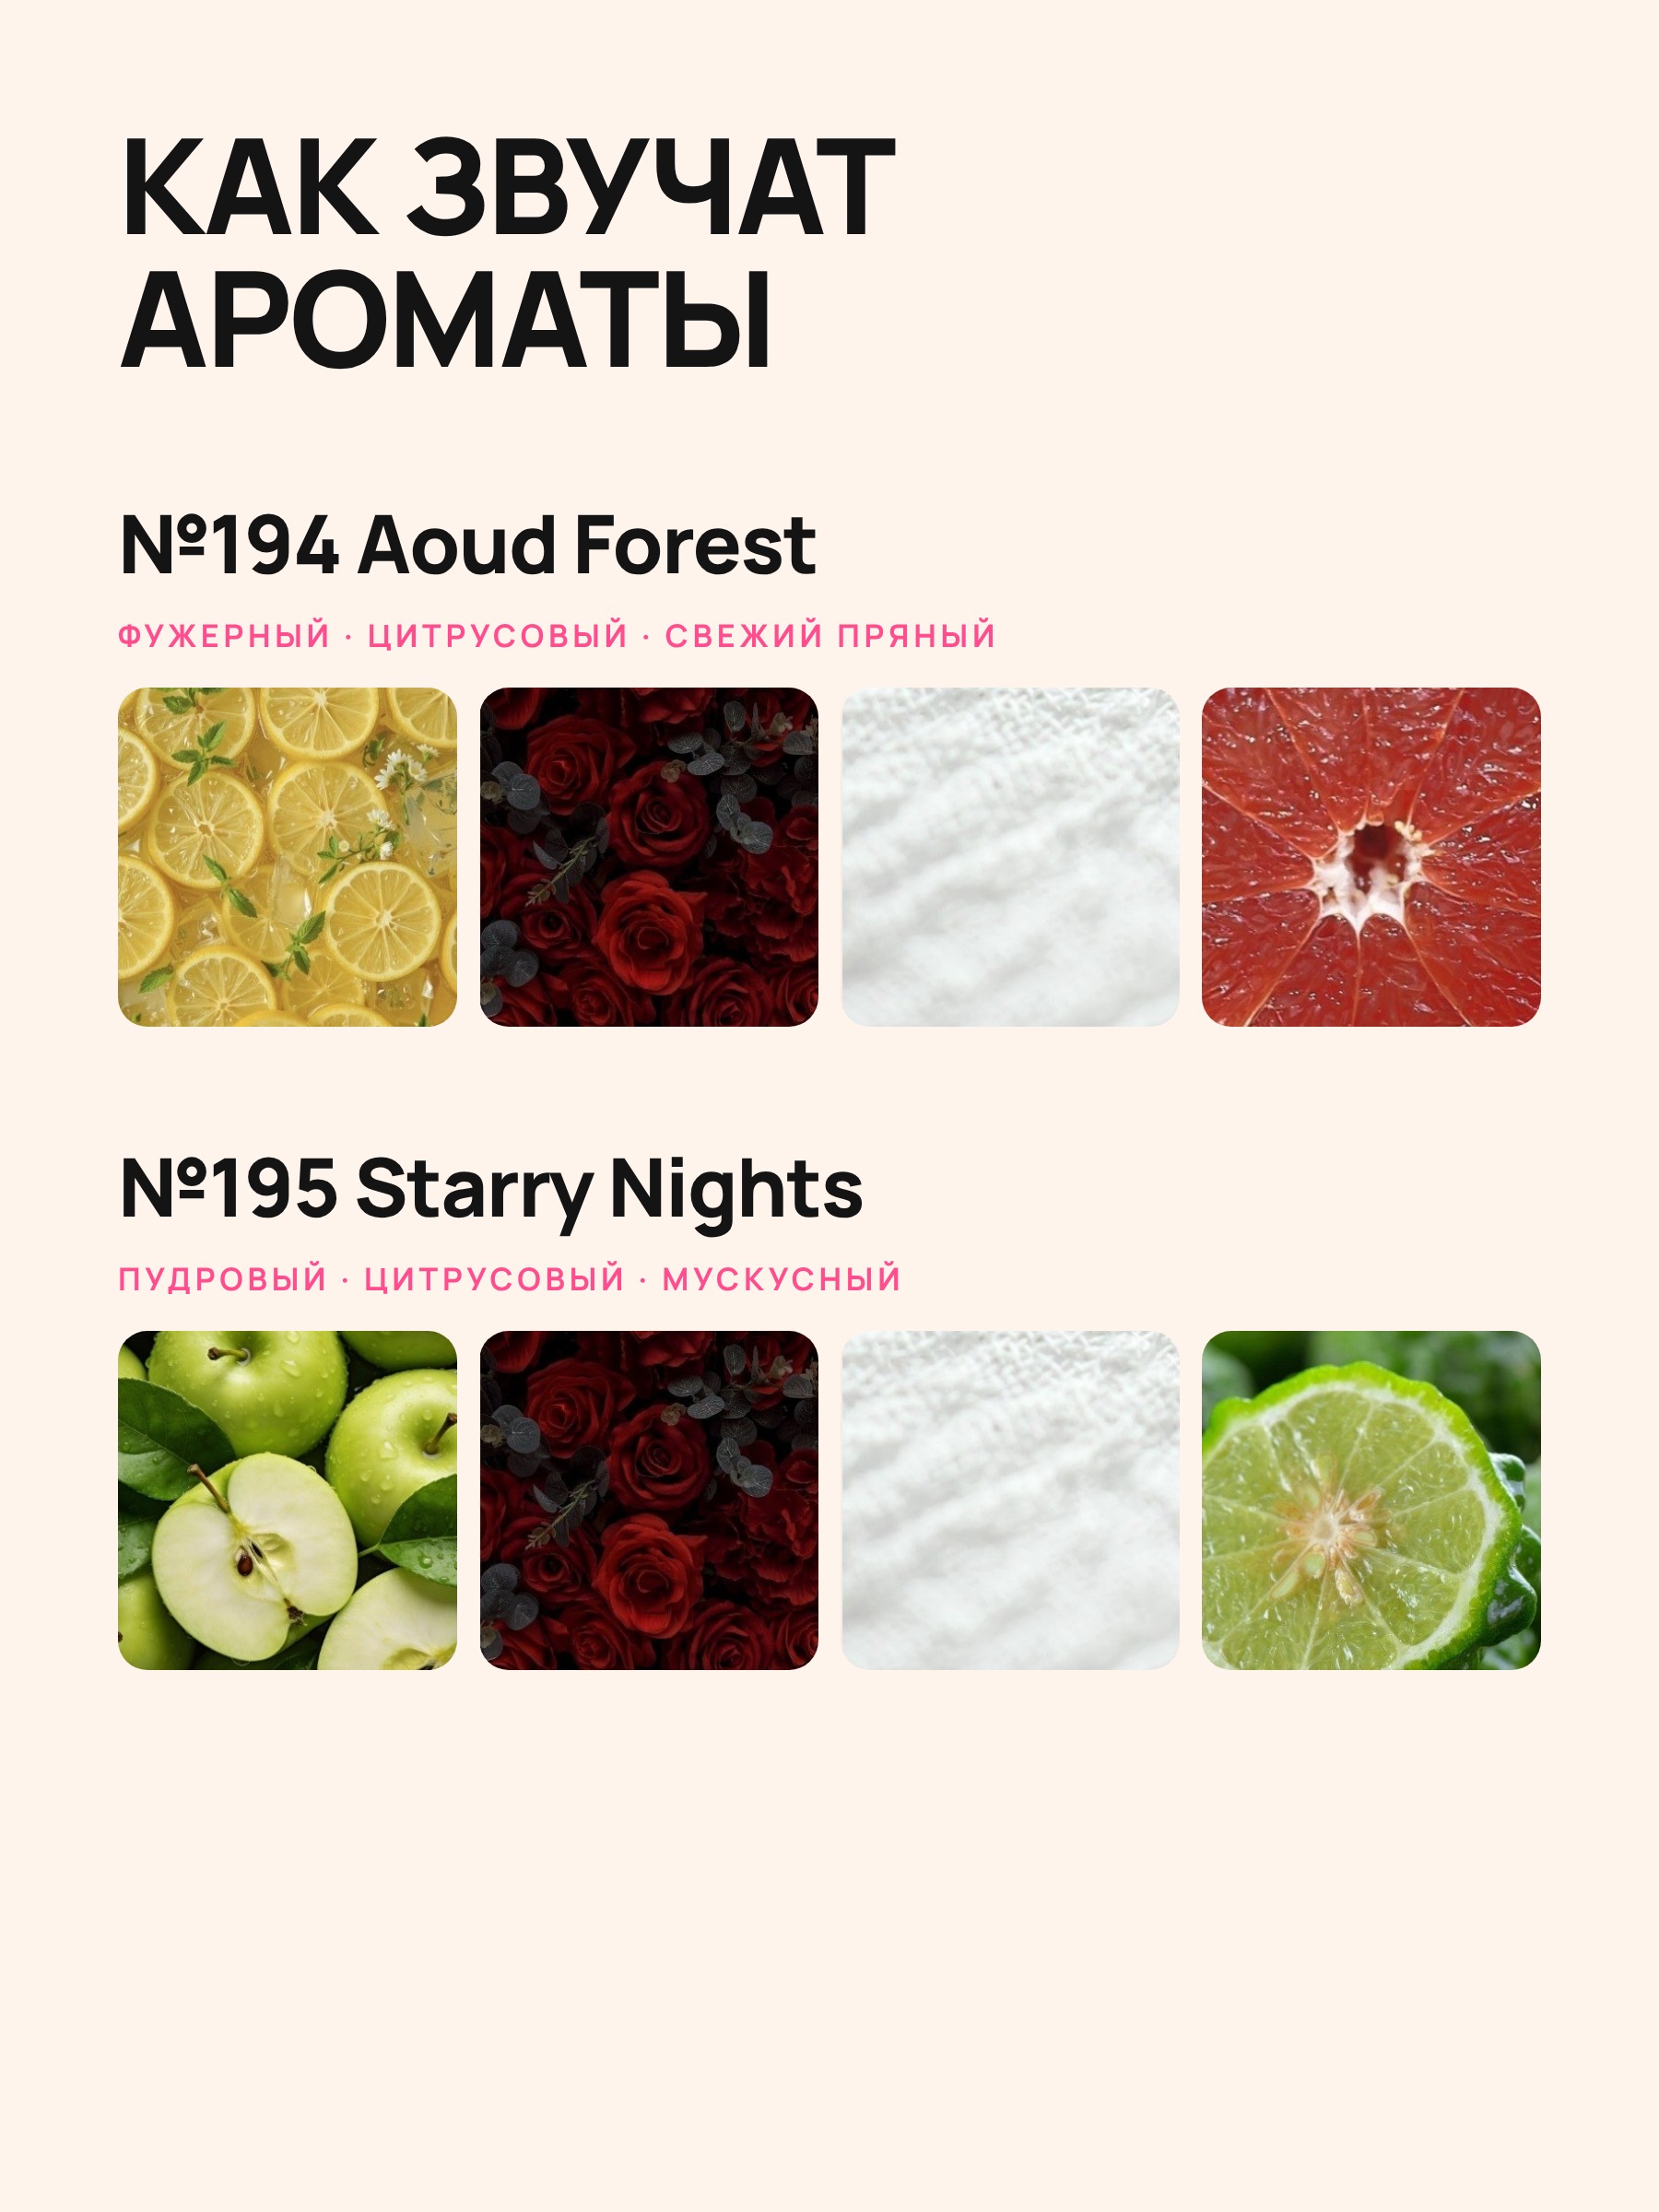 КАК ЗВУЧАТ
АРОМАТЫ
№194 Aoud Forest
ФУЖЕРНЫЙ · ЦИТРУСОВЫЙ · СВЕЖИЙ ПРЯНЫЙ
№195 Starry Nights
ПУДРОВЫЙ · ЦИТРУСОВЫЙ · МУСКУСНЫЙ